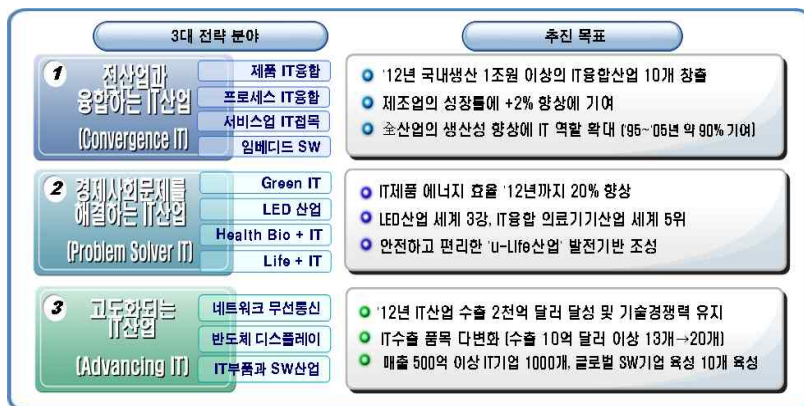 3대 전략 분야
추진 목표
1
전산업과
융합하는 IT산업
(Convergence IT)
제품 IT융합
프로세스 IT융합
서비스업 IT접목
임베디드 SW
'12년 국내생산 1조원 이상의 IT융합산업 10개 창출
제조업의 성장률에 +2% 향상에 기여
全산업의 생산성 향상에 IT 역할 확대 ('95~'05년 약 90% 기여)
2
경제사회문제를
해결하는 IT산업
(Problem Solver IT)
Green IT
LED 산업
Health Bio + IT
Life + IT
IT제품 에너지 효율 '12년까지 20% 향상
LED산업 세계 3강, IT융합 의료기기산업 세계 5위
안전하고 편리한 'u-Life산업' 발전기반 조성
3
고도화되는
IT산업
(Advancing IT)
네트워크 무선통신
반도체 디스플레이
IT부품과 SW산업
'12년 IT산업 수출 2천억 달러 달성 및 기술경쟁력 유지
IT수출 품목 다변화 (수출 10억 달러 이상 13개→20개)
매출 500억 이상 IT기업 1000개, 글로벌 SW기업 육성 10개 육성